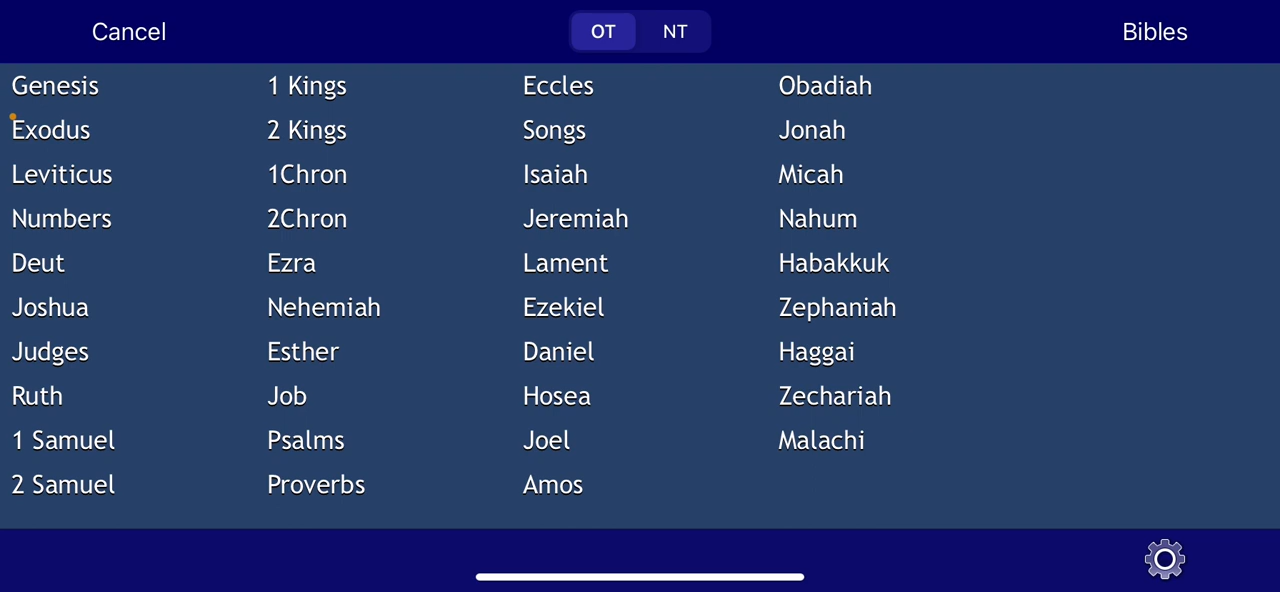 Cancel
OT
NT
Bibles
Genesis
Exodus
Leviticus
Numbers
Deut
Joshua
Judges
Ruth
1 Samuel
2 Samuel
1 Kings
2 Kings
1Chron
2Chron
Ezra
Nehemiah
Esther
Job
Psalms
Proverbs
Eccles
Songs
Isaiah
Jeremiah
Lament
Ezekiel
Daniel
Hosea
Joel
Amos
Obadiah
Jonah
Micah
Nahum
Habakkuk
Zephaniah
Haggai
Zechariah
Malachi